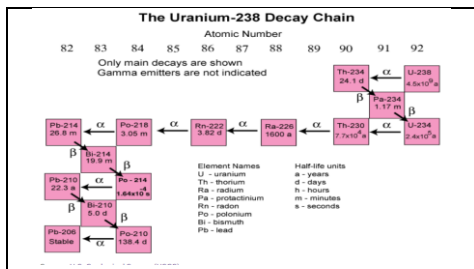 The Uranium-238 Decay Chain
Atomic Number
82 83 84 85 86 87 88 89 90 91 92
Only main decays are shown
Gamma emitters are not indicated
Th-234
24.1 d
α
U-238
4.5x10⁹a
β
Pa-234
1.17 m
β
Pb-214
26.8 m
α
Po-218
3.05 m
α
Rn-222
3.82 d
α
Ra-226
1600 a
α
Th-230
7.7x10⁴a
α
U-234
2.4x10⁵a
β
Bi-214
19.9 m
β
Pb-210
22.3 a
α
Po - 214
1.64x10⁻⁴ s
β
Bi-210
5.0 d
β
Pb-206
Stable
α
Po-210
138.4 d
Element Names
U - uranium
Th - thorium
Ra - radium
Pa - protactinium
Rn - radon
Po - polonium
Bi - bismuth
Pb - lead
Half-life units
a - years
d - days
h - hours
m - minutes
s - seconds